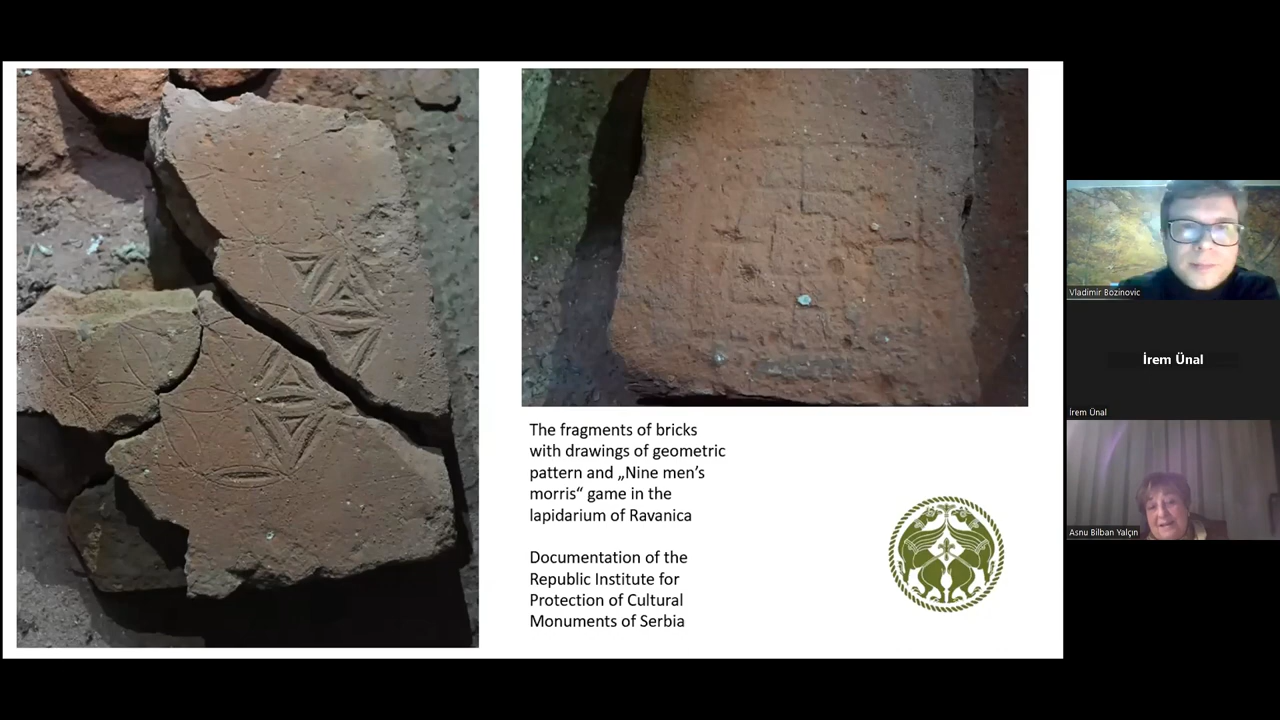 The fragments of bricks
with drawings of geometric
pattern and „Nine men’s
morris“ game in the
lapidarium of Ravanica
Documentation of the
Republic Institute for
Protection of Cultural
Monuments of Serbia
Vladimir Bozinovic
İrem Ünal
İrem Ünal
Asnu Bilban Yalçın